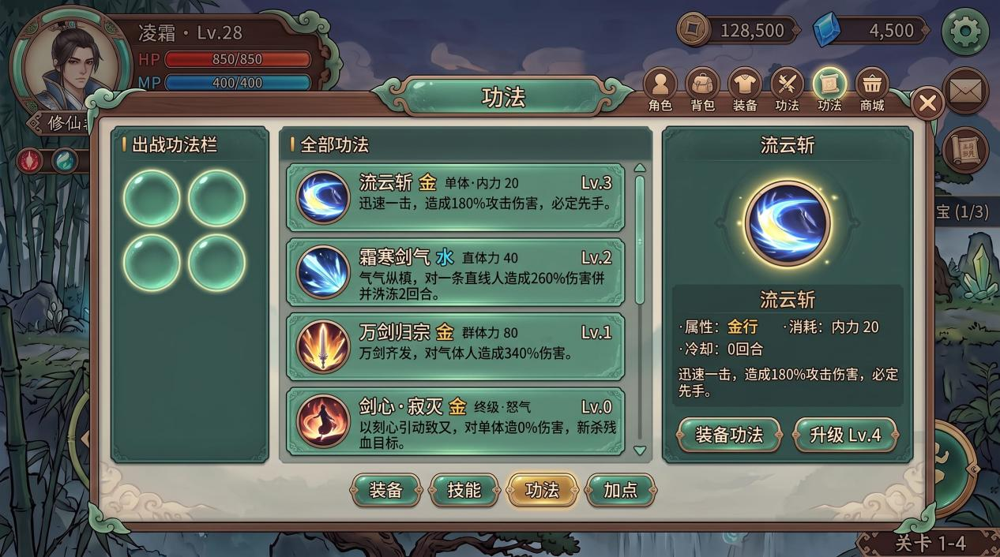 凌霜·Lv.28
HP 850/850
MP 400/400
修仙
128,500
4,500
功法
角色 背包 装备 功法 功法 商城
出战功法栏
全部功法
流云斩 金 单体·内力 20 Lv.3
迅速一击，造成180%攻击伤害，必定先手。
霜寒剑气 水 直体力 40 Lv.2
气气纵槙，对一条直线人造成260%伤害併
并洗冻2回合。
万剑归宗 金 群体力 80 Lv.1
万剑齐发，对气体人造成340%伤害。
剑心·寂灭 金 终级·怒气 Lv.0
以刻心引动致又，对单体造0%伤害，新杀残
血目标。
流云斩
流云斩
·属性：金行 ·消耗：内力 20
·冷却：0回合
迅速一击，造成180%攻击伤害，必定
先手。
装备功法 升级 Lv.4
宝 (1/3)
装备 技能 功法 加点
关卡 1-4